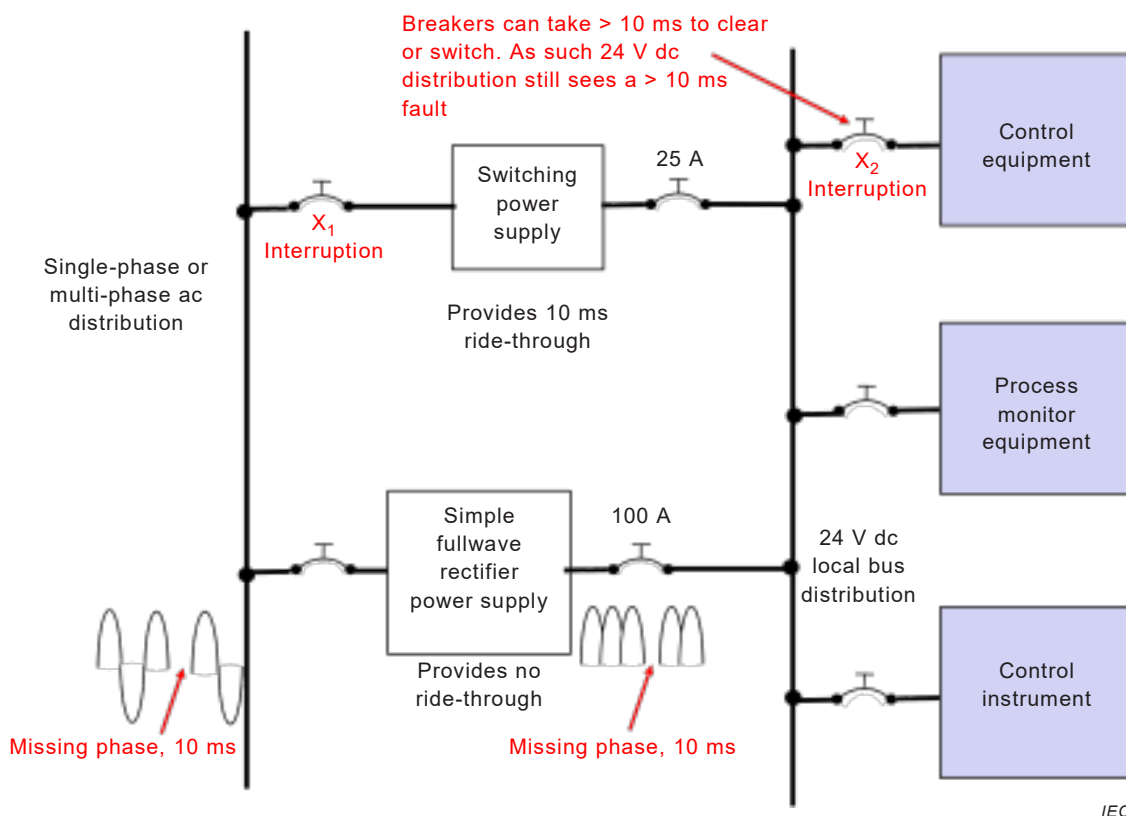 Breakers can take > 10 ms to clear
or switch. As such 24 V dc
distribution still sees a > 10 ms
fault
Control
equipment
X2
Interruption
25 A
Switching
power
supply
X1
Interruption
Single-phase or
multi-phase ac
distribution
Provides 10 ms
ride-through
Process
monitor
equipment
Simple
fullwave
rectifier
power supply
100 A
24 V dc
local bus
distribution
Provides no
ride-through
Control
instrument
Missing phase, 10 ms
Missing phase, 10 ms
IEC